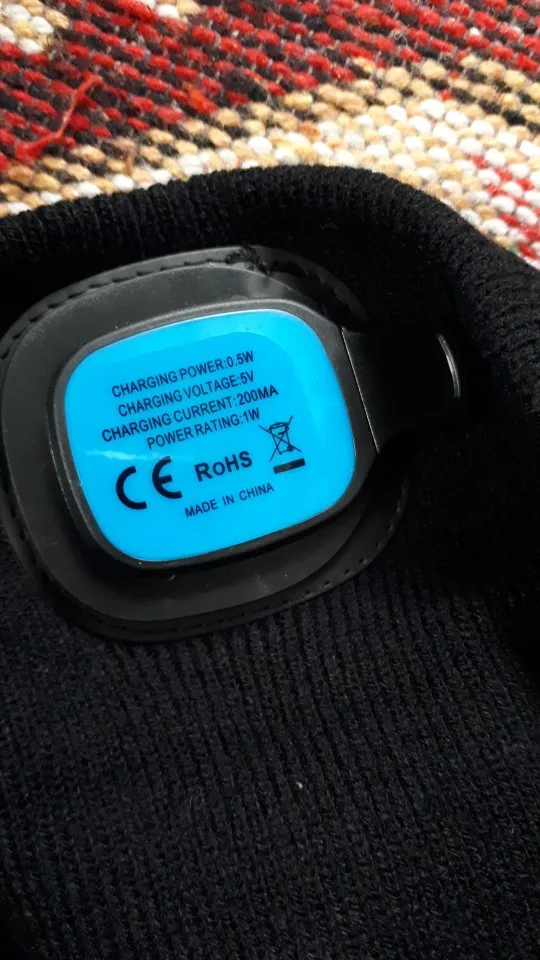 CHARGING POWER:0.5W
CHARGING VOLTAGE:5V
CHARGING CURRENT:200MA
POWER RATING:1W
CE RoHS
MADE IN CHINA